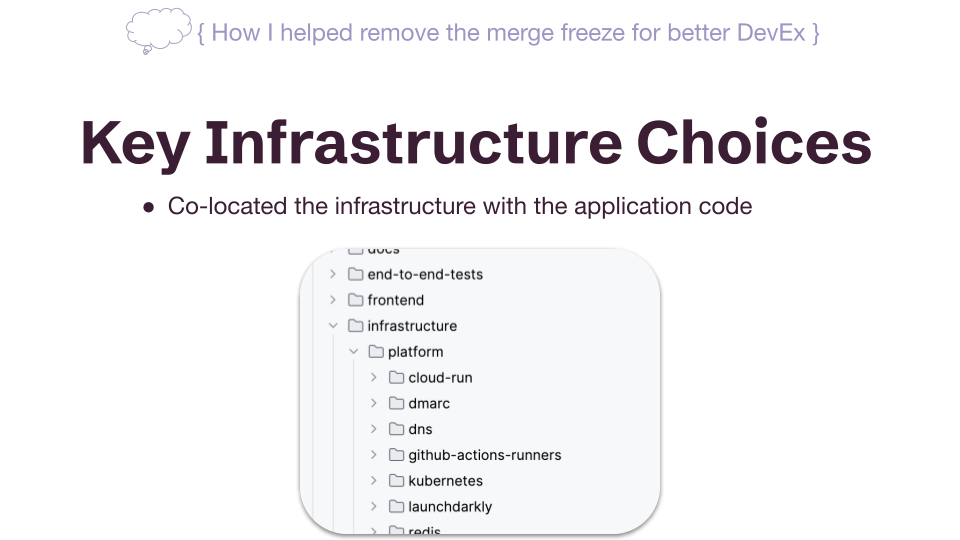 { How I helped remove the merge freeze for better DevEx }
Key Infrastructure Choices
● Co-located the infrastructure with the application code
docs
end-to-end-tests
frontend
infrastructure
platform
cloud-run
dmarc
dns
github-actions-runners
kubernetes
launchdarkly
redis